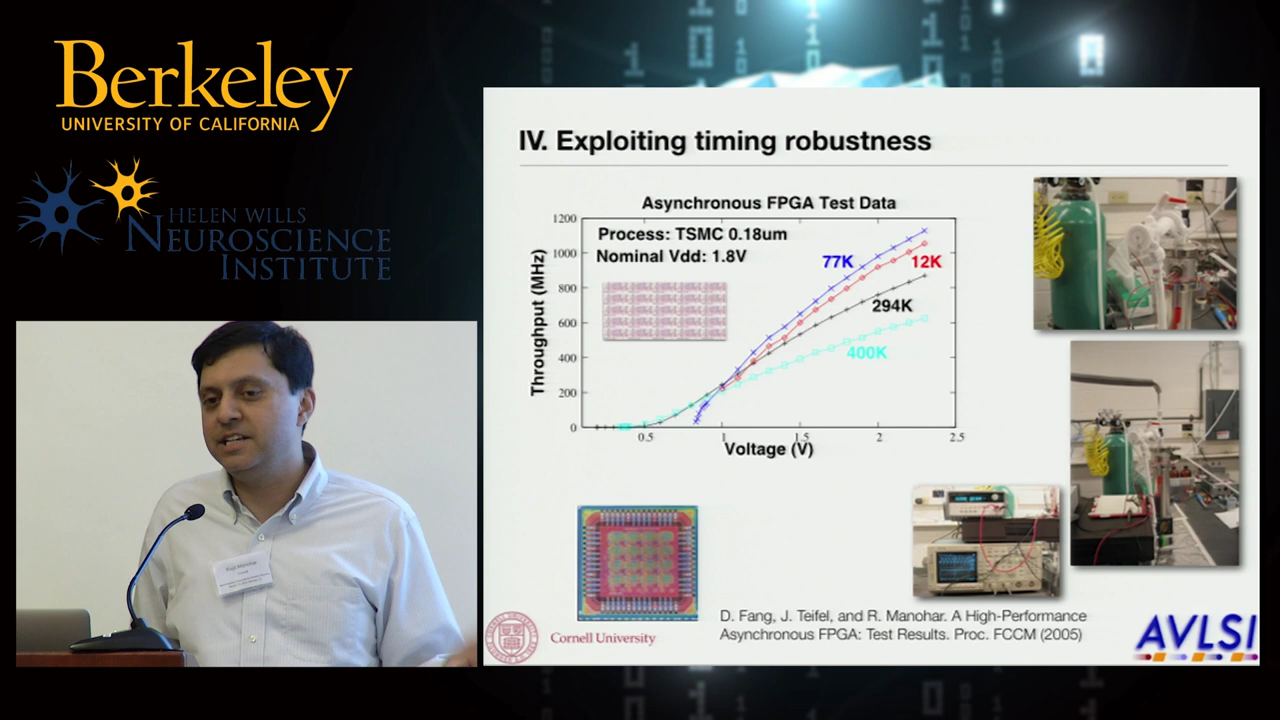 Berkeley
UNIVERSITY OF CALIFORNIA
HELEN WILLS
NEUROSCIENCE
INSTITUTE
IV. Exploiting timing robustness
Asynchronous FPGA Test Data
Process: TSMC 0.18um
Nominal Vdd: 1.8V
77K
12K
294K
400K
Throughput (MHz)
1200
1000
800
600
400
200
0
0.5
1
1.5
2
2.5
Voltage (V)
Rajit Manohar
Cornell University
D. Fang, J. Teifel, and R. Manohar. A High-Performance
Asynchronous FPGA: Test Results. Proc. FCCM (2005)
AVLSI